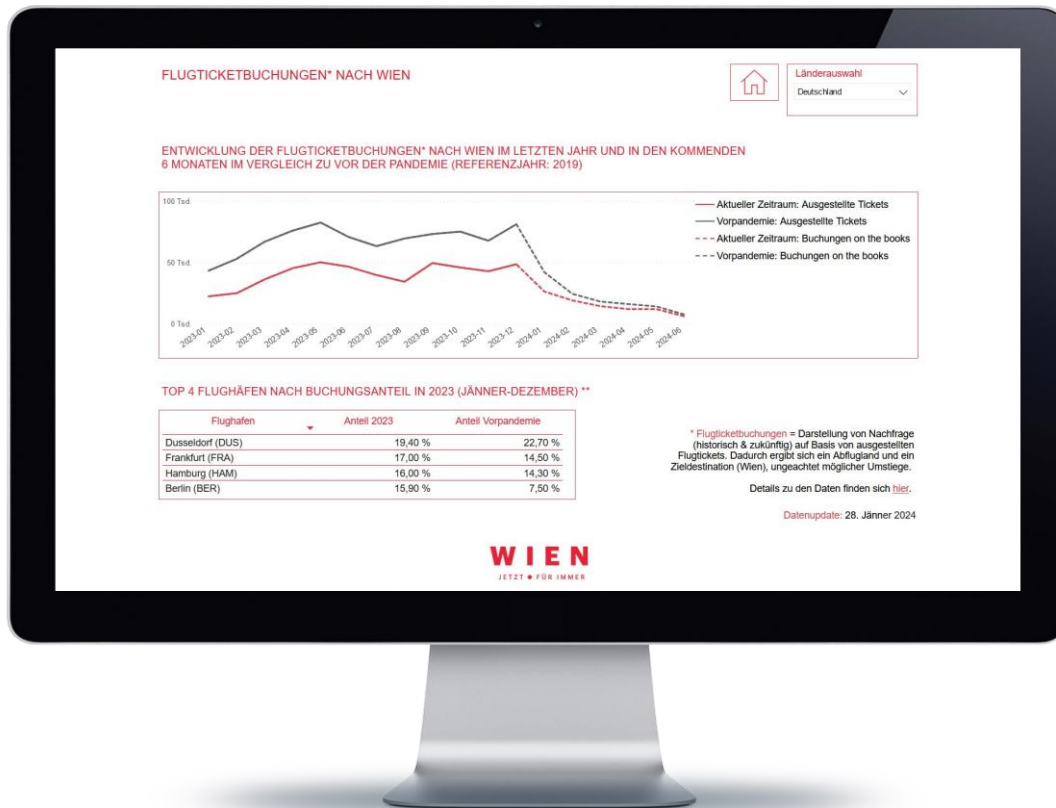 FLUGTICKETBUCHUNGEN* NACH WIEN
Länderauswahl
Deutschland
ENTWICKLUNG DER FLUGTICKETBUCHUNGEN* NACH WIEN IM LETZTEN JAHR UND IN DEN KOMMENDEN
6 MONATEN IM VERGLEICH ZU VOR DER PANDEMIE (REFERENZJAHR: 2019)
100 Tsd.
50 Tsd.
0 Tsd.
2023-01 2023-02 2023-03 2023-04 2023-05 2023-06 2023-07 2023-08 2023-09 2023-10 2023-11 2023-12 2024-01 2024-02 2024-03 2024-04 2024-05 2024-06
Aktueller Zeitraum: Ausgestellte Tickets
Vorpandemie: Ausgestellte Tickets
Aktueller Zeitraum: Buchungen on the books
Vorpandemie: Buchungen on the books
TOP 4 FLUGHÄFEN NACH BUCHUNGSANTEIL IN 2023 (JÄNNER-DEZEMBER) **
Flughafen Anteil 2023 Anteil Vorpandemie
Dusseldorf (DUS) 19,40 % 22,70 %
Frankfurt (FRA) 17,00 % 14,50 %
Hamburg (HAM) 16,00 % 14,30 %
Berlin (BER) 15,90 % 7,50 %
* Flugticketbuchungen = Darstellung von Nachfrage
(historisch & zukünftig) auf Basis von ausgestellten
Flugtickets. Dadurch ergibt sich ein Abflugland und ein
Zieldestination (Wien), ungeachtet möglicher Umstiege.
Details zu den Daten finden sich hier.
Datenupdate: 28. Jänner 2024
WIEN
JETZT ● FÜR IMMER